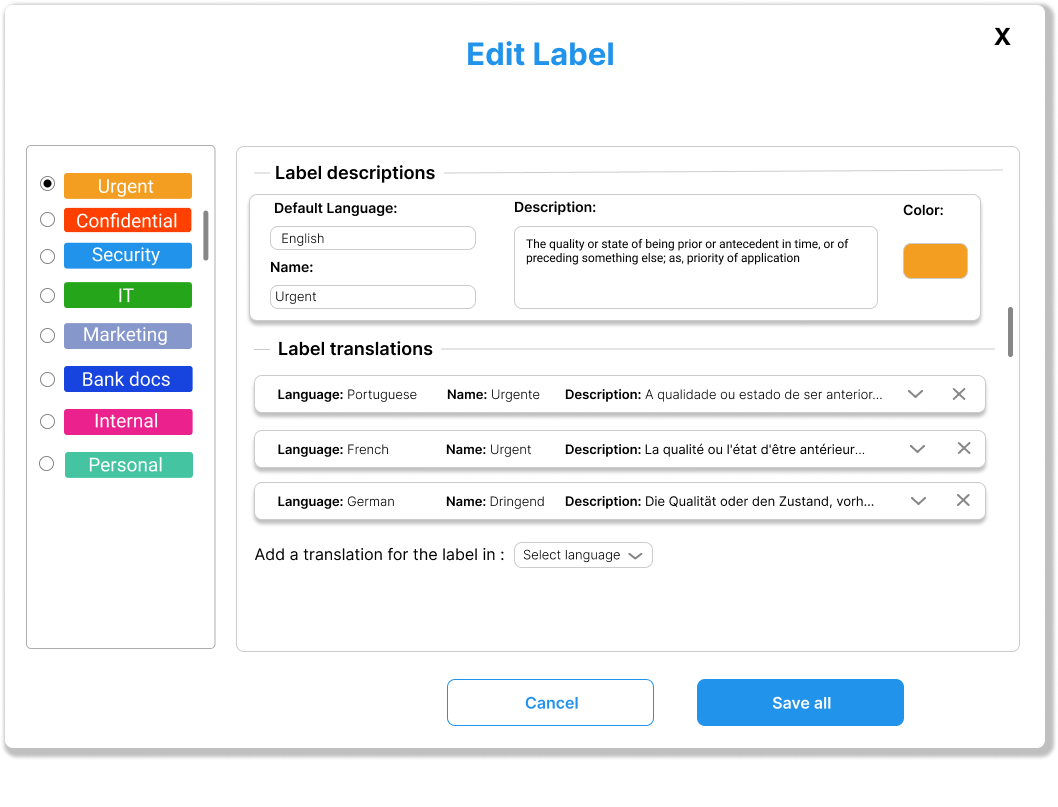 X
Edit Label
Urgent
Confidential
Security
IT
Marketing
Bank docs
Internal
Personal
Label descriptions
Default Language:
English
Name:
Urgent
Description:
The quality or state of being prior or antecedent in time, or of
preceding something else; as, priority of application
Color:
Label translations
Language: Portuguese Name: Urgente Description: A qualidade ou estado de ser anterior...
Language: French Name: Urgent Description: La qualité ou l'état d'être antérieur...
Language: German Name: Dringend Description: Die Qualität oder den Zustand, vorh...
Add a translation for the label in : Select language
Cancel Save all